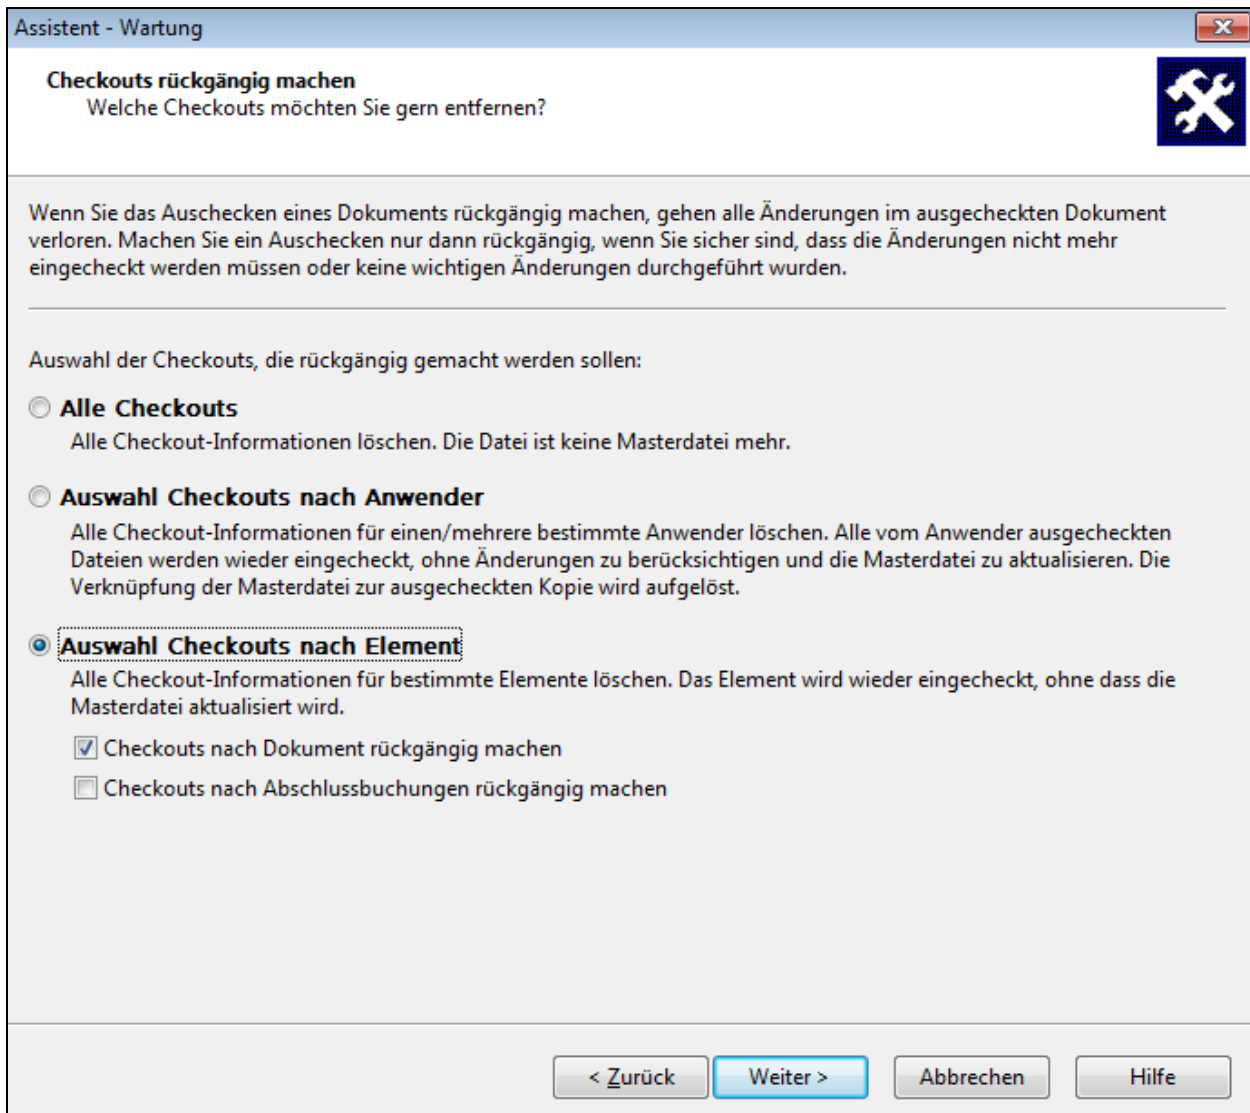 Assistent - Wartung
Checkouts rückgängig machen
Welche Checkouts möchten Sie gern entfernen?
Wenn Sie das Auschecken eines Dokuments rückgängig machen, gehen alle Änderungen im ausgecheckten Dokument
verloren. Machen Sie ein Auschecken nur dann rückgängig, wenn Sie sicher sind, dass die Änderungen nicht mehr
eingecheckt werden müssen oder keine wichtigen Änderungen durchgeführt wurden.
Auswahl der Checkouts, die rückgängig gemacht werden sollen:
Alle Checkouts
Alle Checkout-Informationen löschen. Die Datei ist keine Masterdatei mehr.
Auswahl Checkouts nach Anwender
Alle Checkout-Informationen für einen/mehrere bestimmte Anwender löschen. Alle vom Anwender ausgecheckten
Dateien werden wieder eingecheckt, ohne Änderungen zu berücksichtigen und die Masterdatei zu aktualisieren. Die
Verknüpfung der Masterdatei zur ausgecheckten Kopie wird aufgelöst.
Auswahl Checkouts nach Element
Alle Checkout-Informationen für bestimmte Elemente löschen. Das Element wird wieder eingecheckt, ohne dass die
Masterdatei aktualisiert wird.
Checkouts nach Dokument rückgängig machen
Checkouts nach Abschlussbuchungen rückgängig machen
< Zurück Weiter > Abbrechen Hilfe